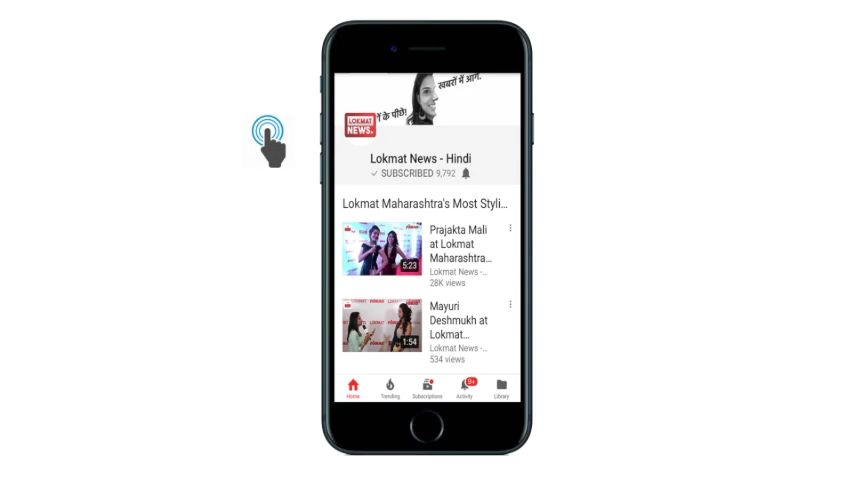 खबरों में आगे,
के पीछे!
LOKMAT
NEWS
Lokmat News - Hindi
SUBSCRIBED 9,792
Lokmat Maharashtra's Most Styli...
Prajakta Mali
at Lokmat
Maharashtra...
Lokmat News -...
28K views
5:23
Mayuri
Deshmukh at
Lokmat...
Lokmat News -...
534 views
1:54
9+
Home Trending Subscriptions Activity Library